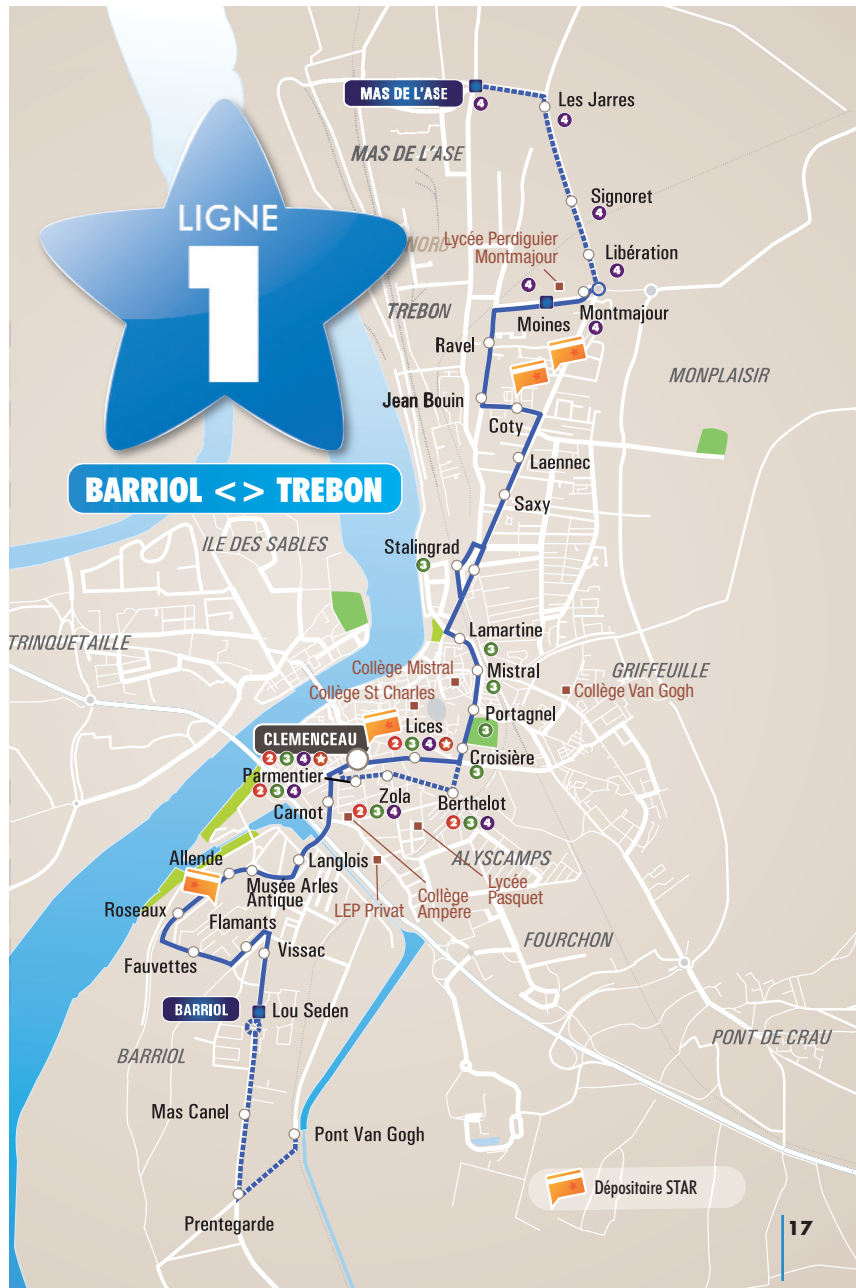 MAS DE L'ASE
4
Les Jarres
4
MAS DE L'ASE
LIGNE
1
Signoret
4
NORD
Lycée Perdiguier
Montmajour
Libération
4
4
TREBON
Moines
Montmajour
4
Ravel
MONPLAISIR
Jean Bouin
Coty
Laennec
BARRIOL <> TREBON
Saxy
ILE DES SABLES
Stalingrad
3
TRINQUETAILLE
Lamartine
3
Collège Mistral
Mistral
3
GRIFFEUILLE
Collège St Charles
Collège Van Gogh
Portagnel
3
Lices
2 3 4
CLEMENCEAU
2 3 4
Croisière
3
Parmentier
2 3 4
Zola
2 3 4
Berthelot
2 3 4
Carnot
ALYSCAMPS
Allende
Langlois
Musée Arles
Antique
LEP Privat
Collège
Ampère
Lycée
Pasquet
Roseaux
Flamants
FOURCHON
Fauvettes
Vissac
BARRIOL
Lou Seden
PONT DE CRAU
BARRIOL
Mas Canel
Pont Van Gogh
Dépositaire STAR
Prentegarde
17